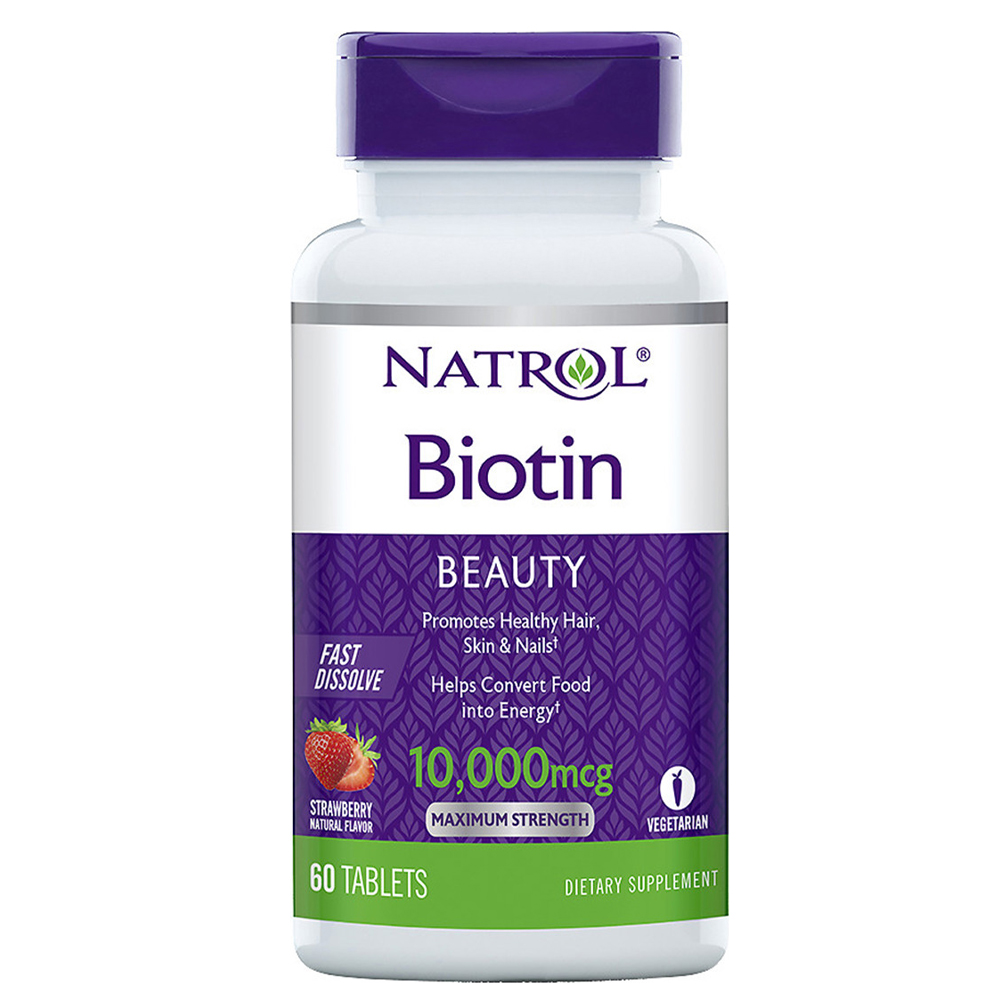 NATROL®
Biotin
BEAUTY
Promotes Healthy Hair,
Skin & Nails†
Helps Convert Food
into Energy†
FAST
DISSOLVE
STRAWBERRY
NATURAL FLAVOR
10,000mcg
MAXIMUM STRENGTH
VEGETARIAN
60 TABLETS
DIETARY SUPPLEMENT